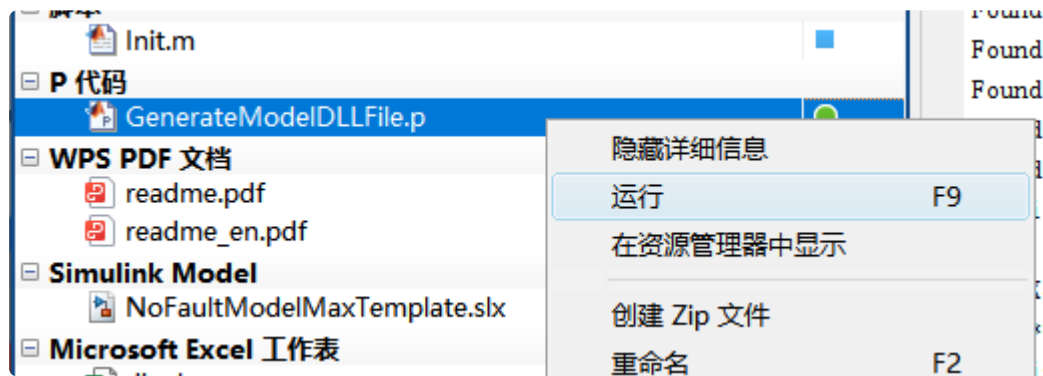 脚本
Init.m
P 代码
GenerateModelDLLFile.p
WPS PDF 文档
readme.pdf
readme_en.pdf
Simulink Model
NoFaultModelMaxTemplate.slx
Microsoft Excel 工作表
隐藏详细信息
运行 F9
在资源管理器中显示
创建 Zip 文件
重命名 F2
Found
Found
Found